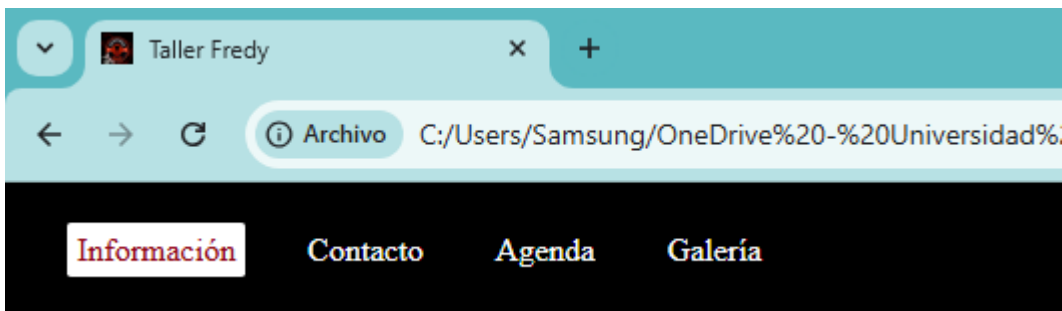 Taller Fredy
Archivo C:/Users/Samsung/OneDrive%20-%20Universidad%
Información Contacto Agenda Galería